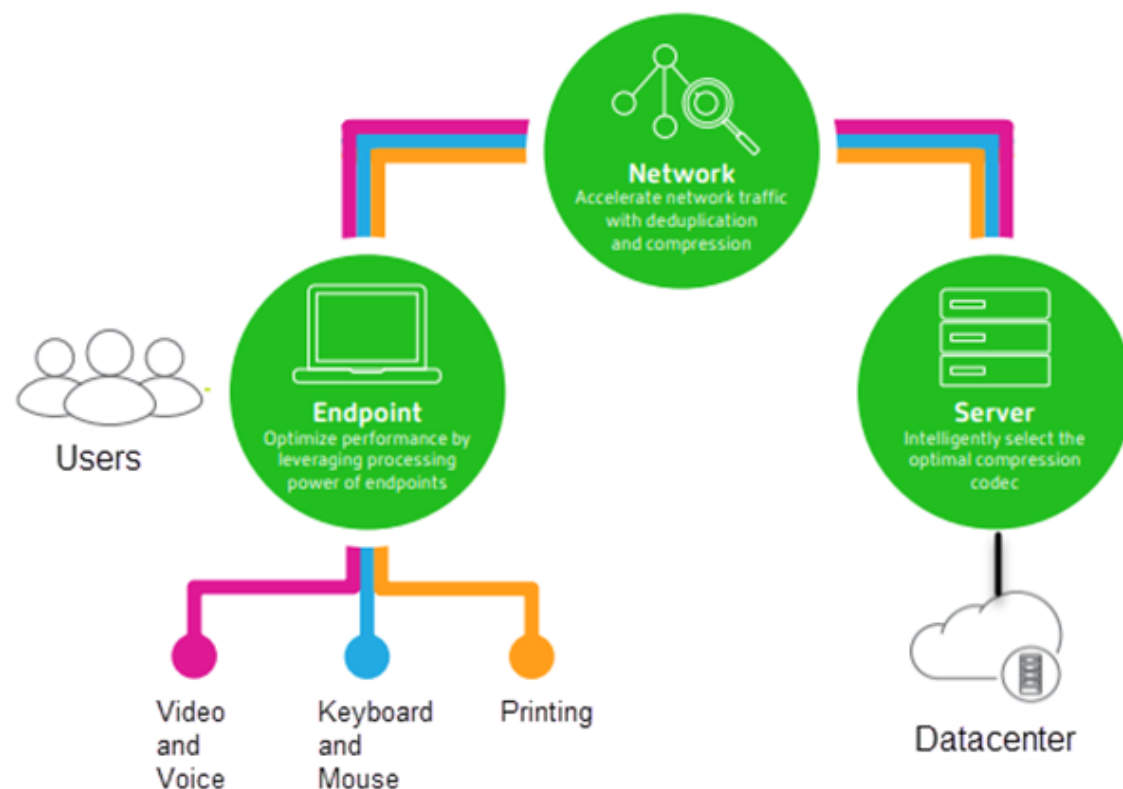 Network
Accelerate network traffic
with deduplication
and compression
Users
Endpoint
Optimize performance by
leveraging processing
power of endpoints
Server
Intelligently select the
optimal compression
codec
Video
and
Voice
Keyboard
and
Mouse
Printing
Datacenter